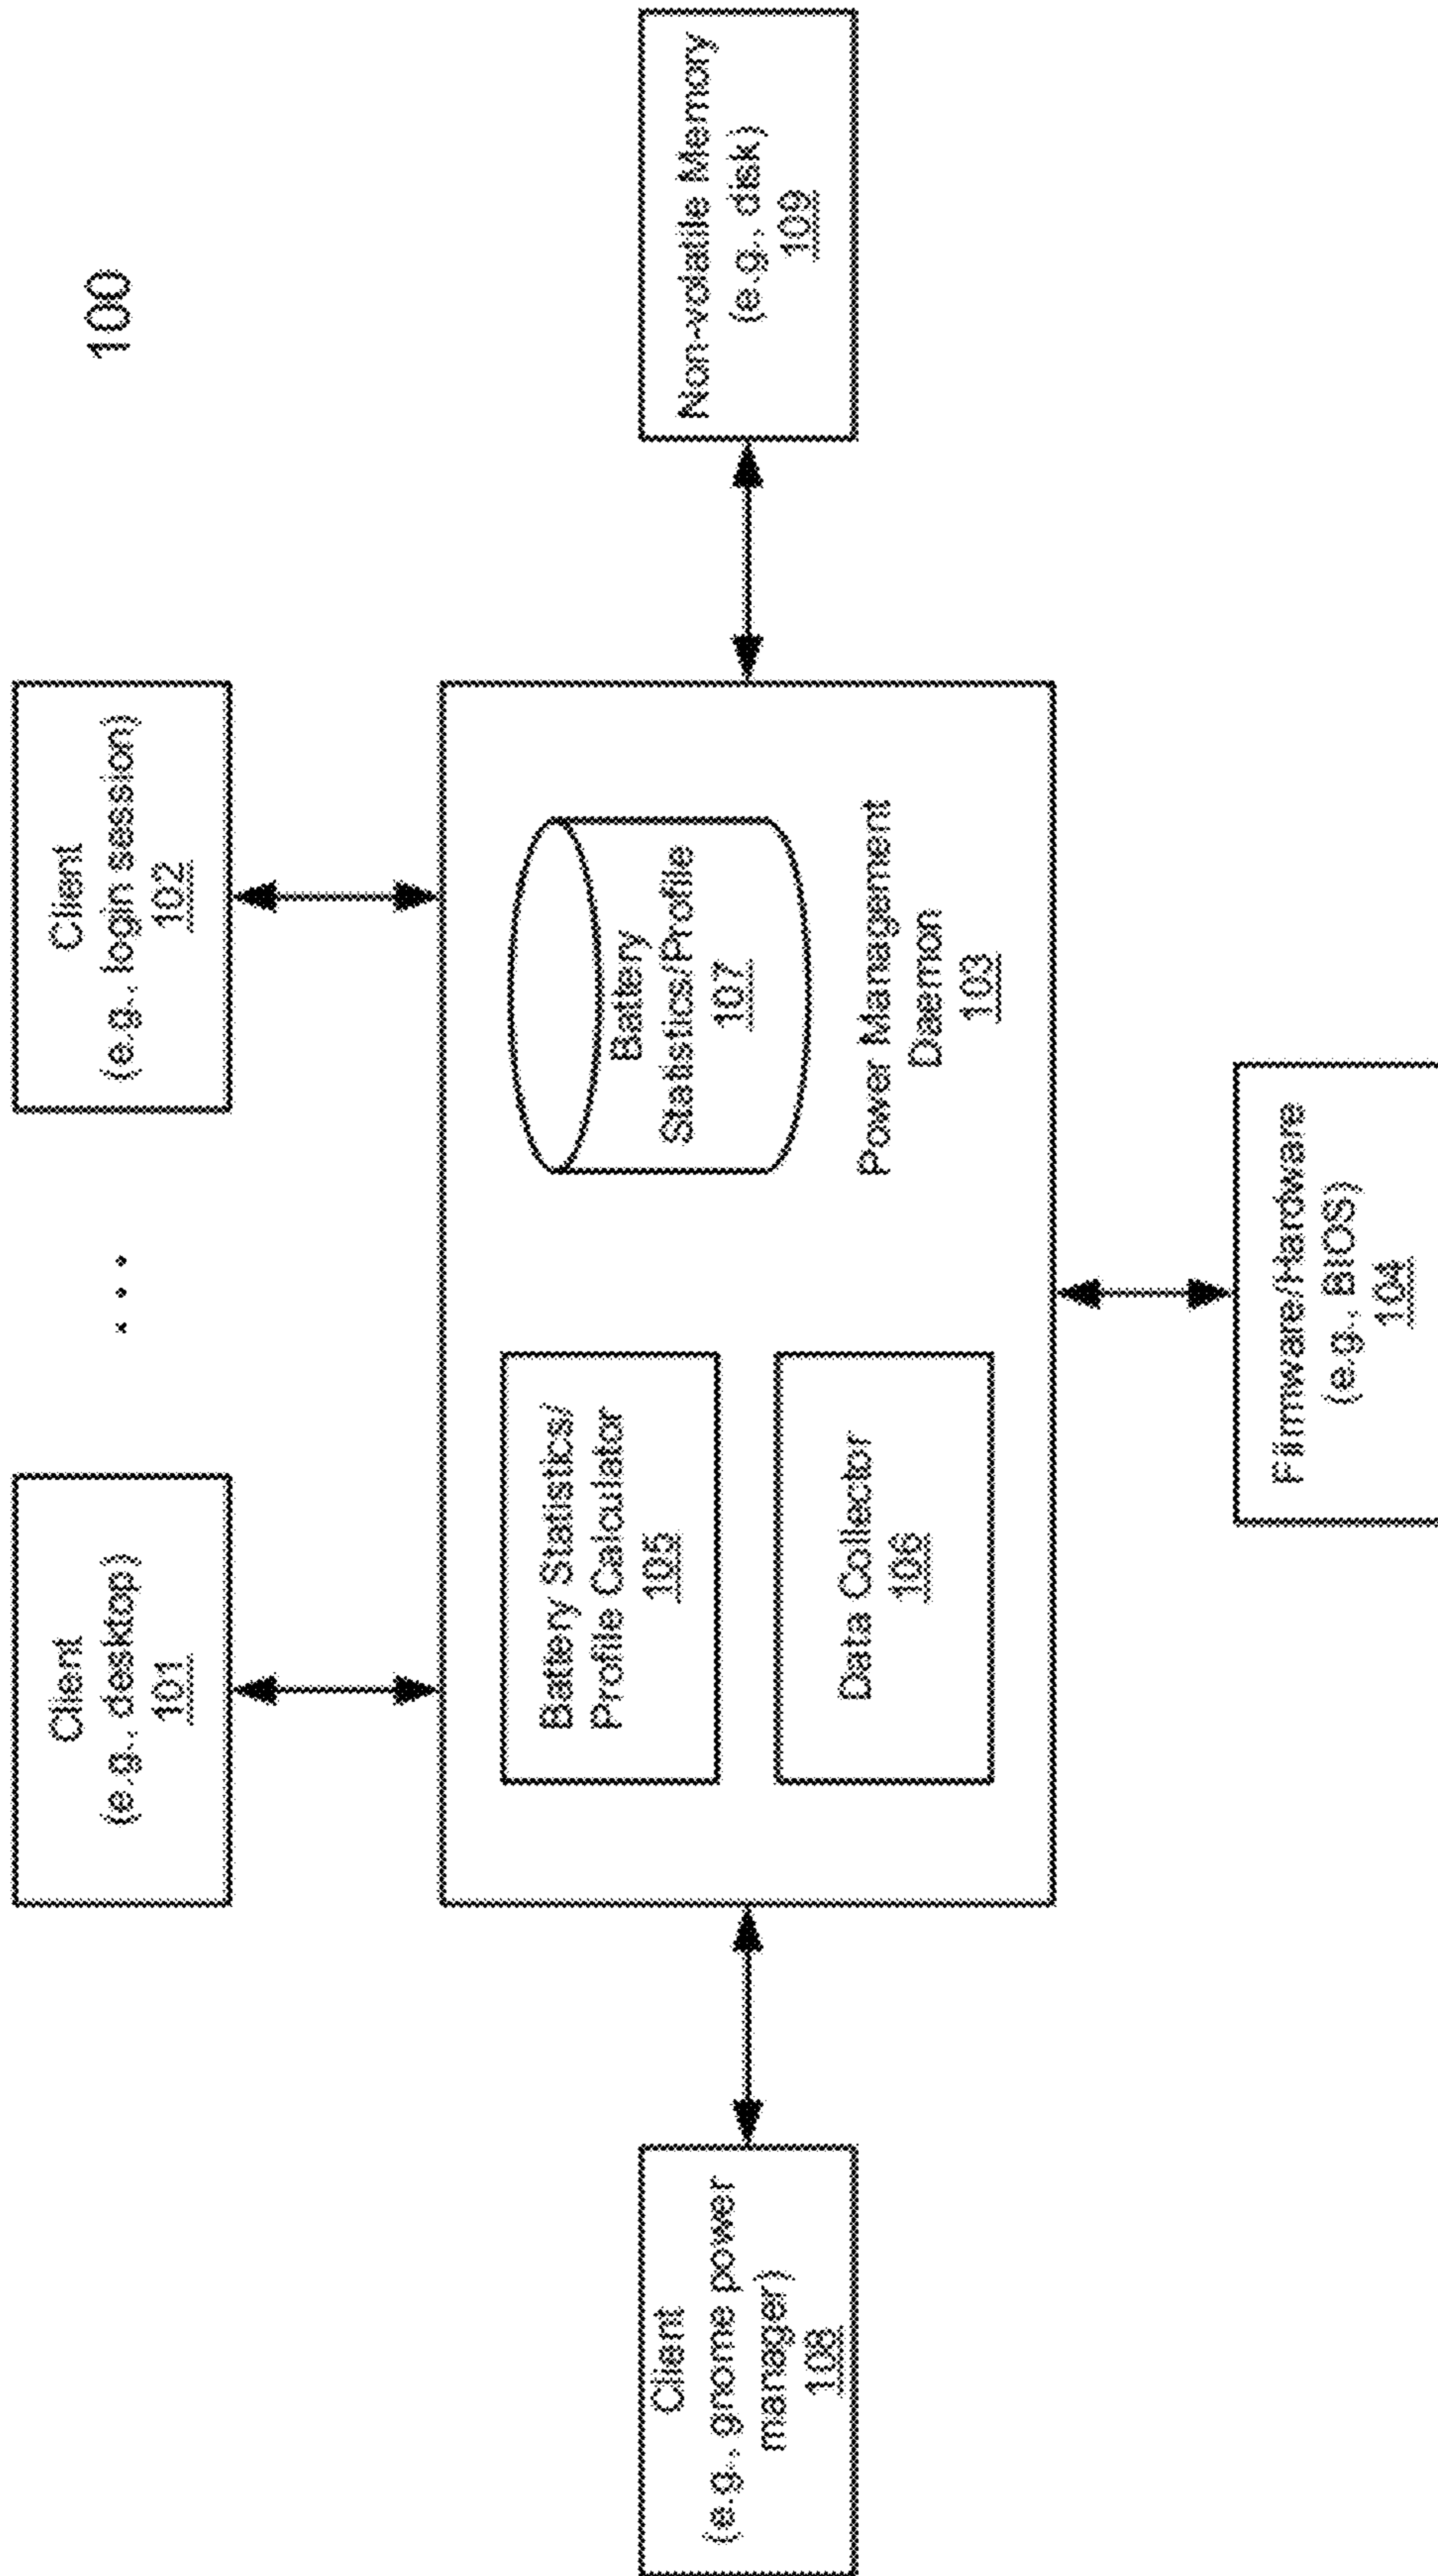 100
Client
(e.g., desktop)
101
. . .
Client
(e.g., login session)
102
Client
(e.g., gnome power
manager)
108
Battery Statistics/
Profile Calculator
105
Data Collector
106
Battery
Statistics/Profile
107
Power Management
Daemon
103
Non-volatile Memory
(e.g., disk)
109
Firmware/Hardware
(e.g., BIOS)
104